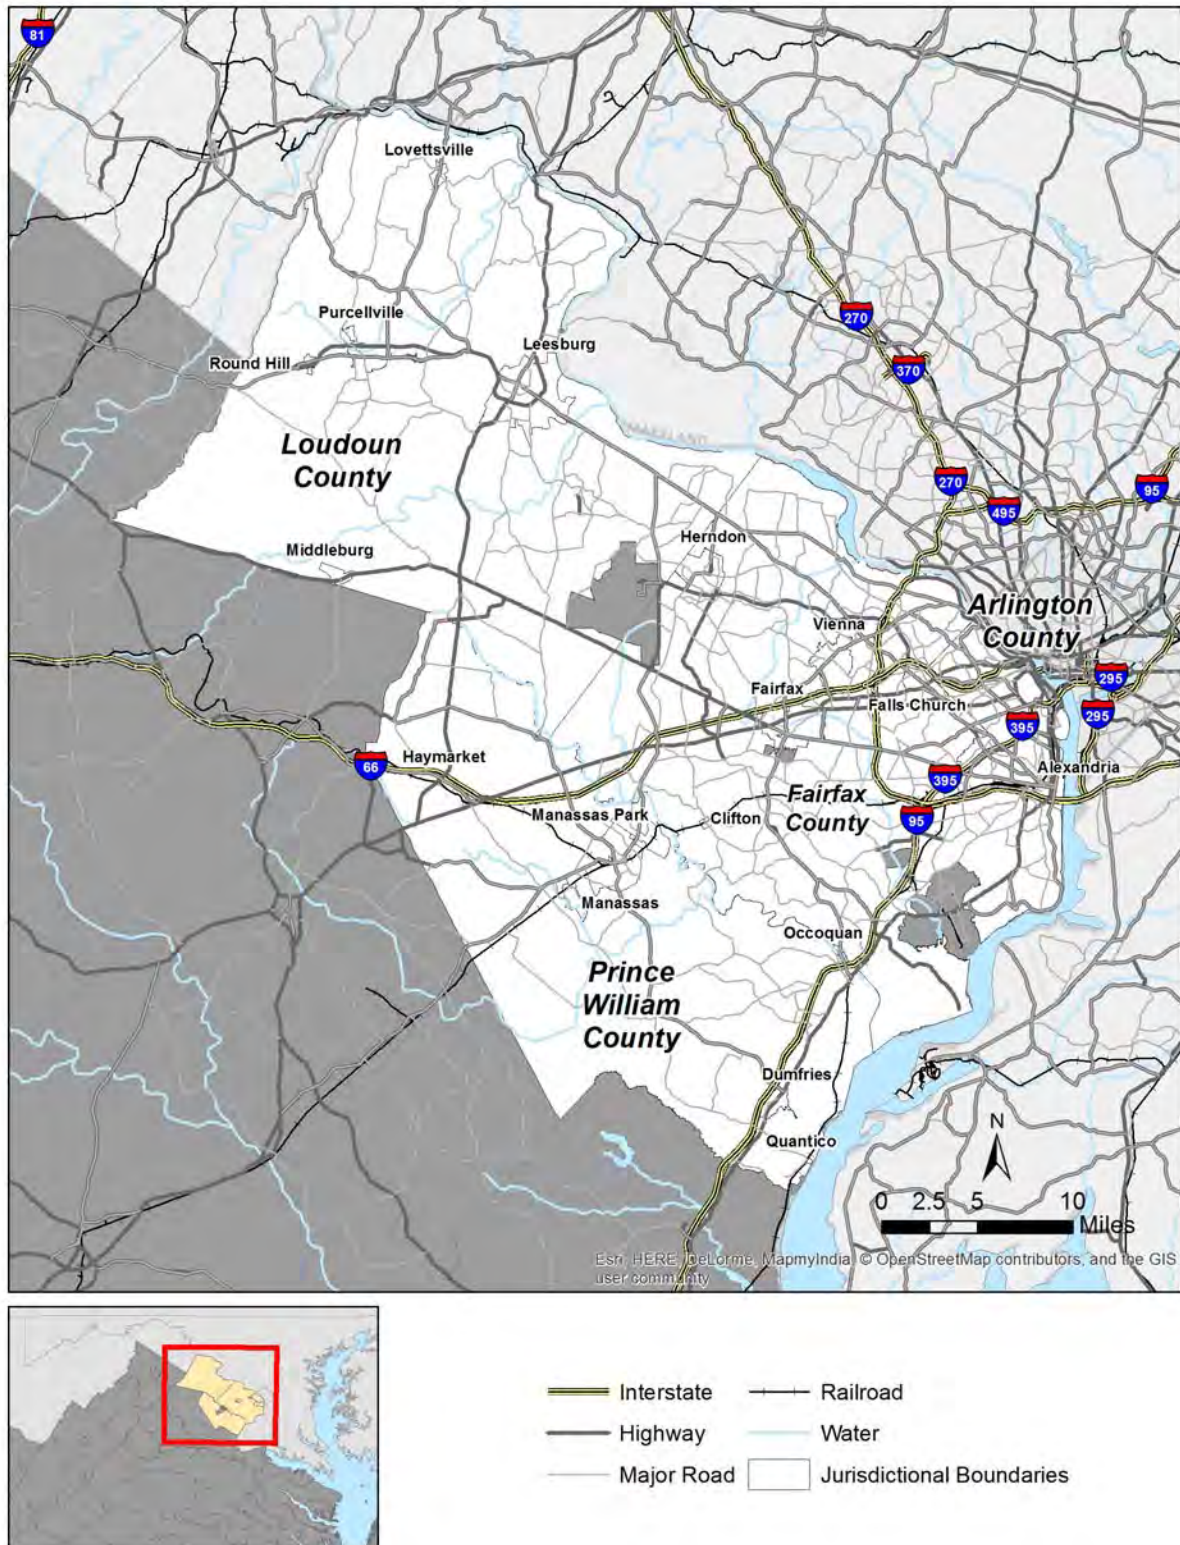 81
Lovettsville
Purcellville
270
Leesburg
Round Hill
370
MARYLAND
Loudoun
County
270
95
495
Herndon
Middleburg
Arlington
County
Vienna
295
Fairfax
Falls Church
295
395
Haymarket
66
Alexandria
395
Fairfax
County
Manassas Park
Clifton
95
Manassas
Occoquan
Prince
William
County
Dumfries
Quantico
N
0 2.5 5 10
Miles
Esri, HERE, DeLorme, MapmyIndia, © OpenStreetMap contributors, and the GIS
user community
Interstate
Railroad
Highway
Water
Major Road
Jurisdictional Boundaries